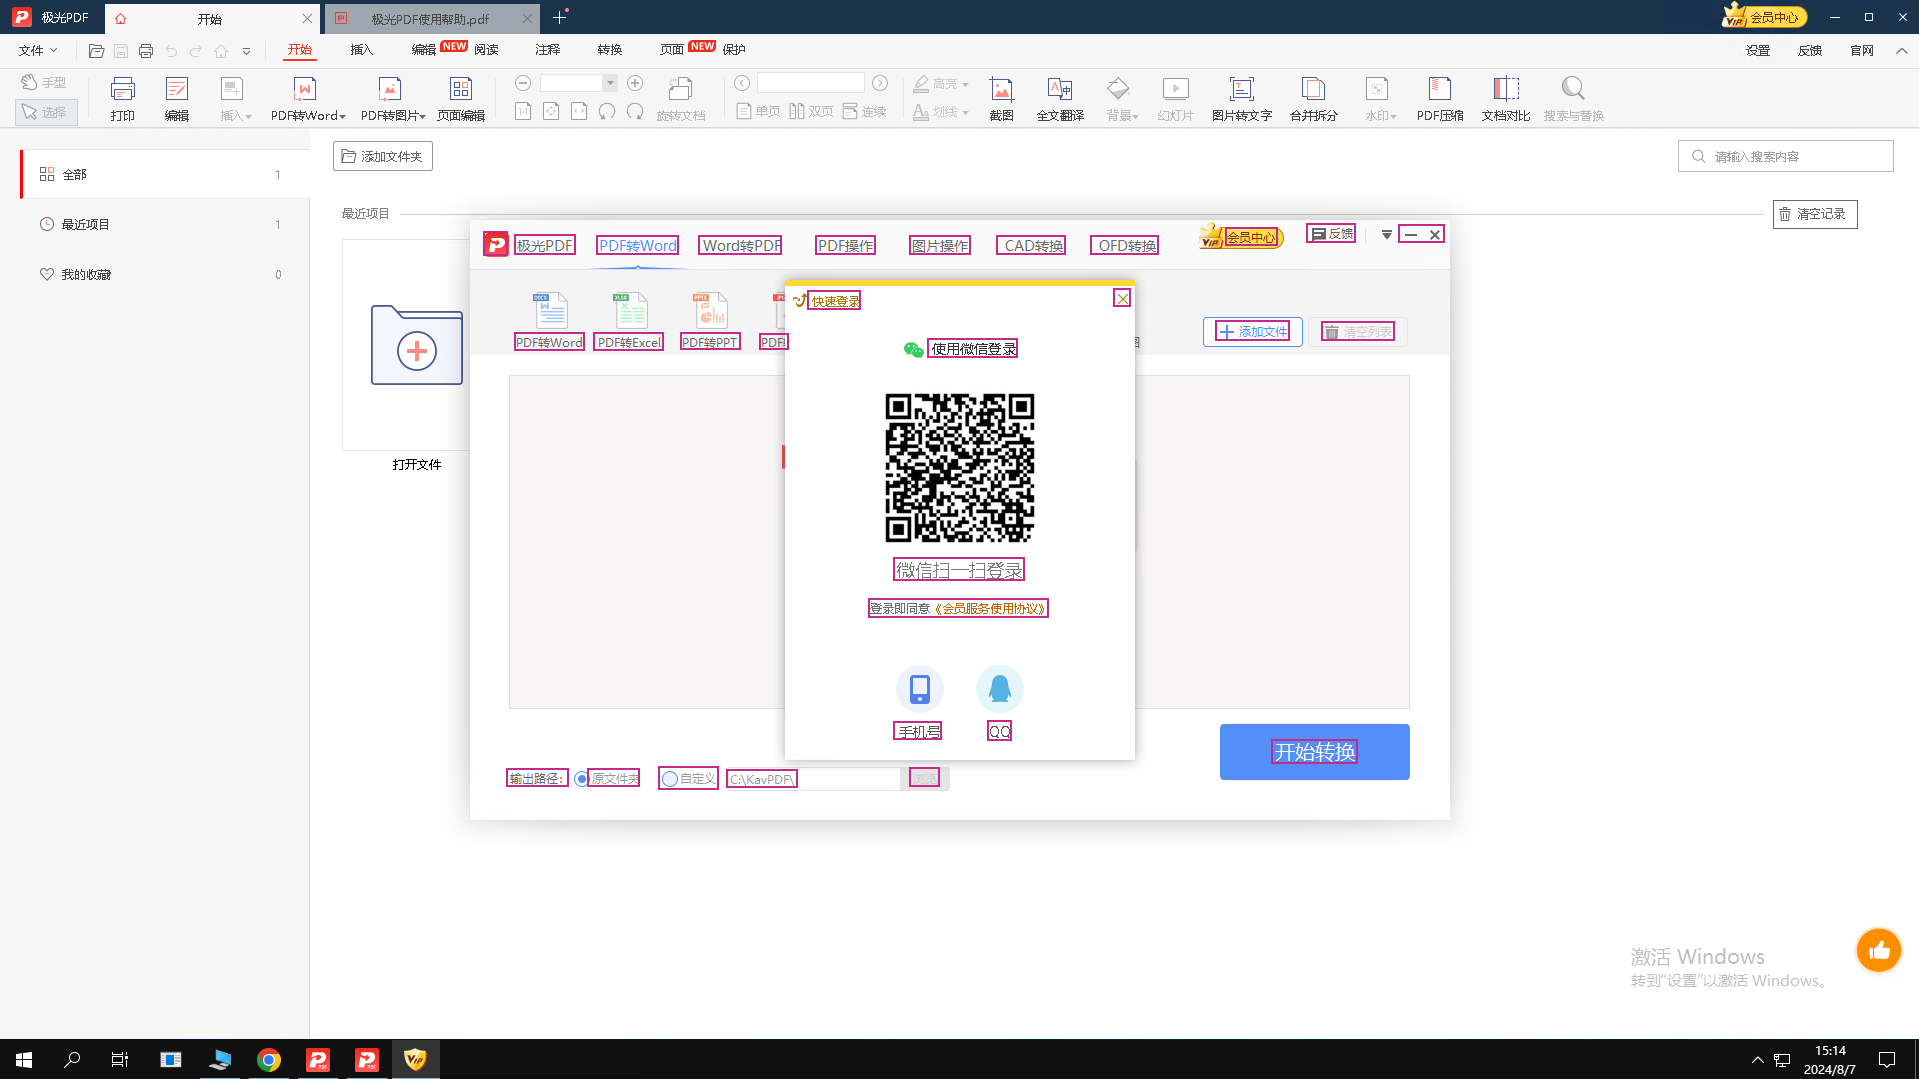 极光PDF
开始
极光PDF使用帮助.pdf
会员中心
文件
开始
插入
编辑
NEW
阅读
注释
转换
页面
NEW
保护
设置
反馈
官网
手型
选择
打印
编辑
插入
PDF转Word
PDF转图片
页面编辑
旋转文档
单页
双页
连续
高亮
划线
截图
全文翻译
背景
幻灯片
图片转文字
合并拆分
水印
PDF压缩
文档对比
搜索与替换
全部 1
最近项目 1
我的收藏 0
添加文件夹
请输入搜索内容
最近项目
清空记录
打开文件
极光PDF
PDF转Word
Word转PDF
PDF操作
图片操作
CAD转换
OFD转换
VIP
会员中心
反馈
PDF转Word
PDF转Excel
PDF转PPT
添加文件
清空列表
快速登录
使用微信登录
微信扫一扫登录
登录即同意《会员服务使用协议》
手机号
QQ
输出路径:
原文件夹
自定义
C:\KavPDF\
浏览
开始转换
激活 Windows
转到"设置"以激活 Windows。
15:14
2024/8/7